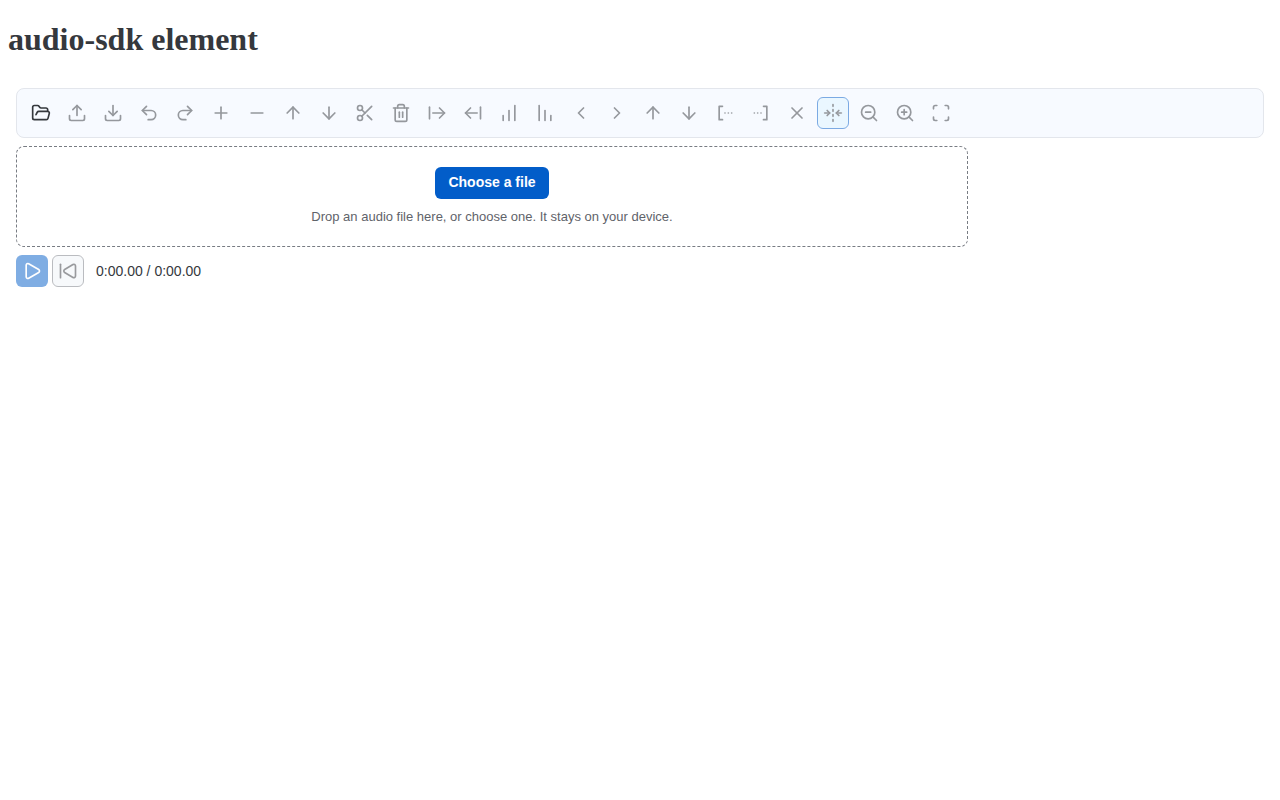 audio-sdk element
Choose a file
Drop an audio file here, or choose one. It stays on your device.
0:00.00 / 0:00.00